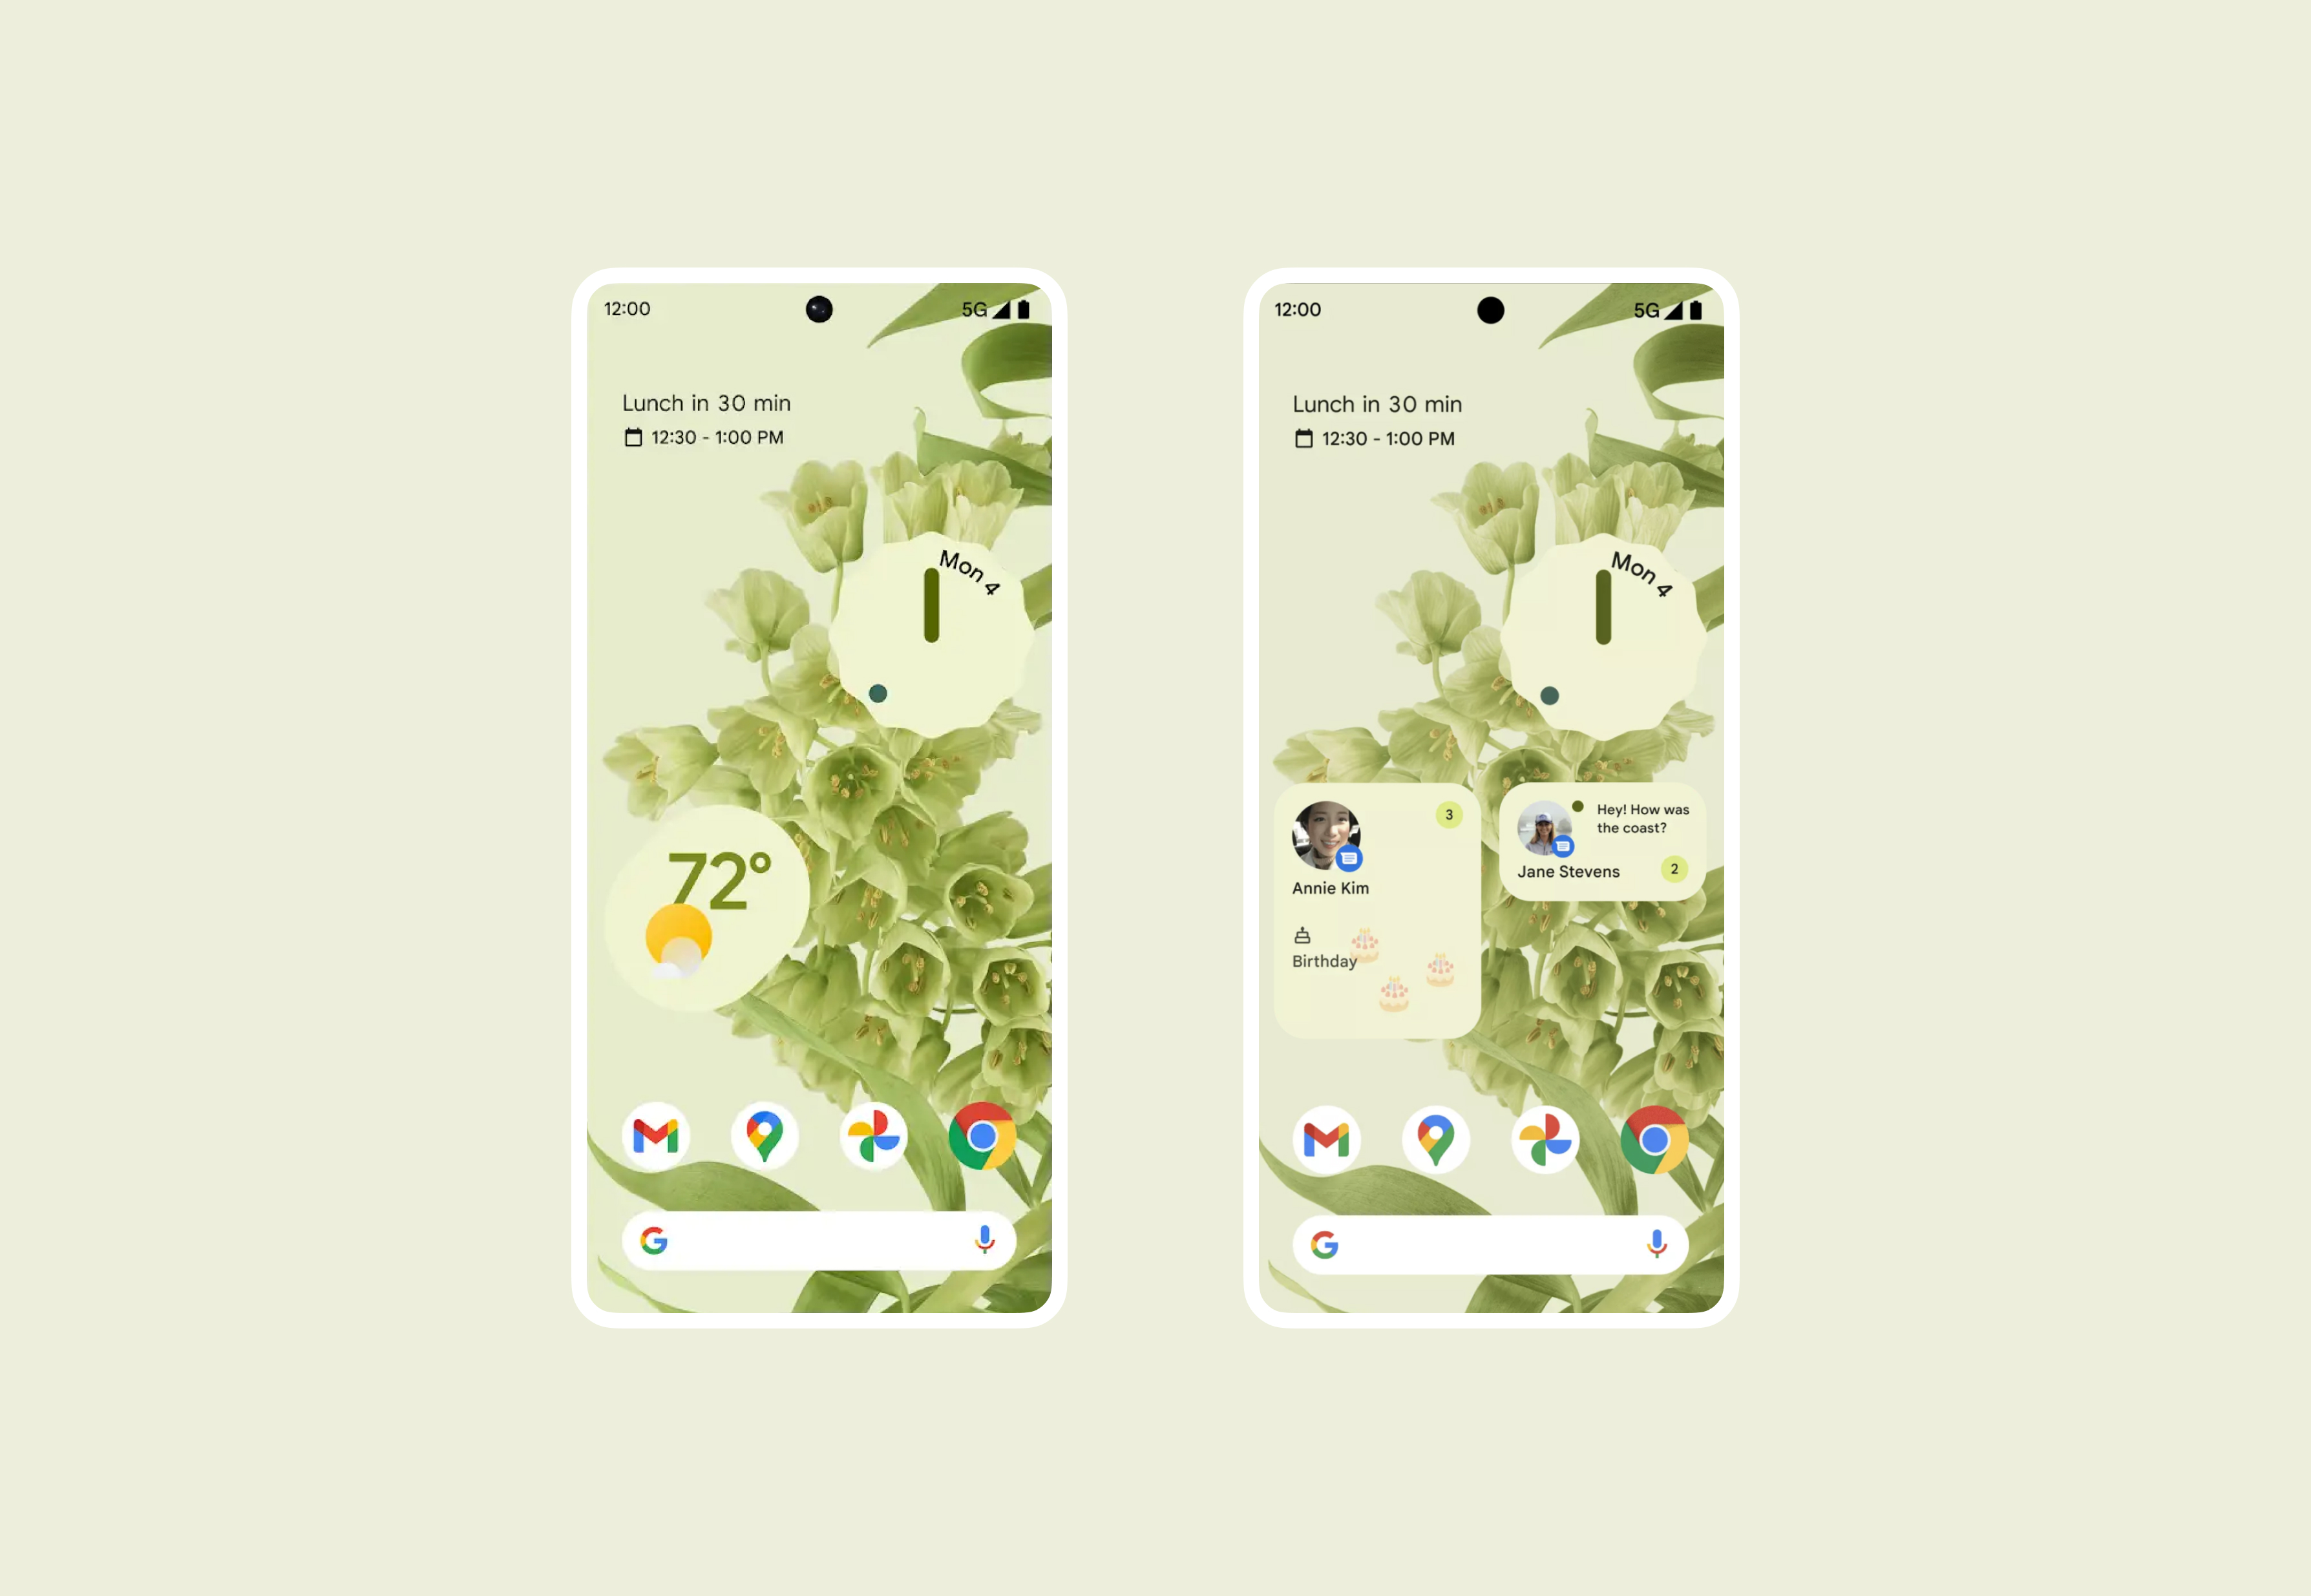 12:00
5G
Lunch in 30 min
12:30 - 1:00 PM
Mon 4
72°
12:00
5G
Lunch in 30 min
12:30 - 1:00 PM
Mon 4
3
Annie Kim
Birthday
Hey! How was
the coast?
Jane Stevens
2